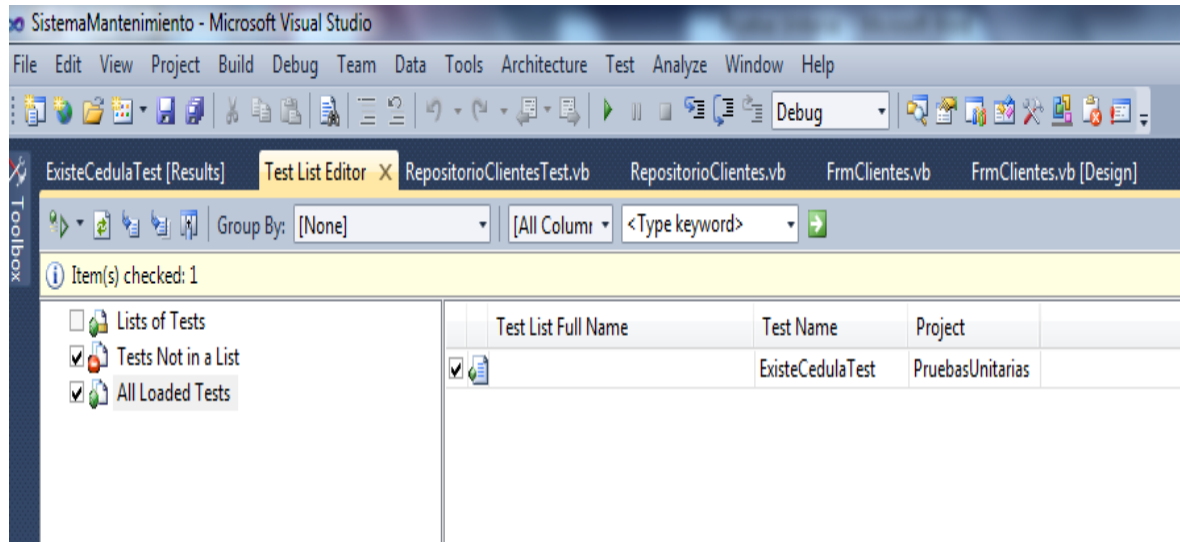 SistemaMantenimiento - Microsoft Visual Studio
File Edit View Project Build Debug Team Data Tools Architecture Test Analyze Window Help
Debug
ExisteCedulaTest [Results] Test List Editor RepositorioClientesTest.vb RepositorioClientes.vb FrmClientes.vb FrmClientes.vb [Design]
Toolbox
Group By: [None] [All Colum <Type keyword>
Item(s) checked: 1
Lists of Tests
Tests Not in a List
All Loaded Tests
Test List Full Name Test Name Project
ExisteCedulaTest PruebasUnitarias